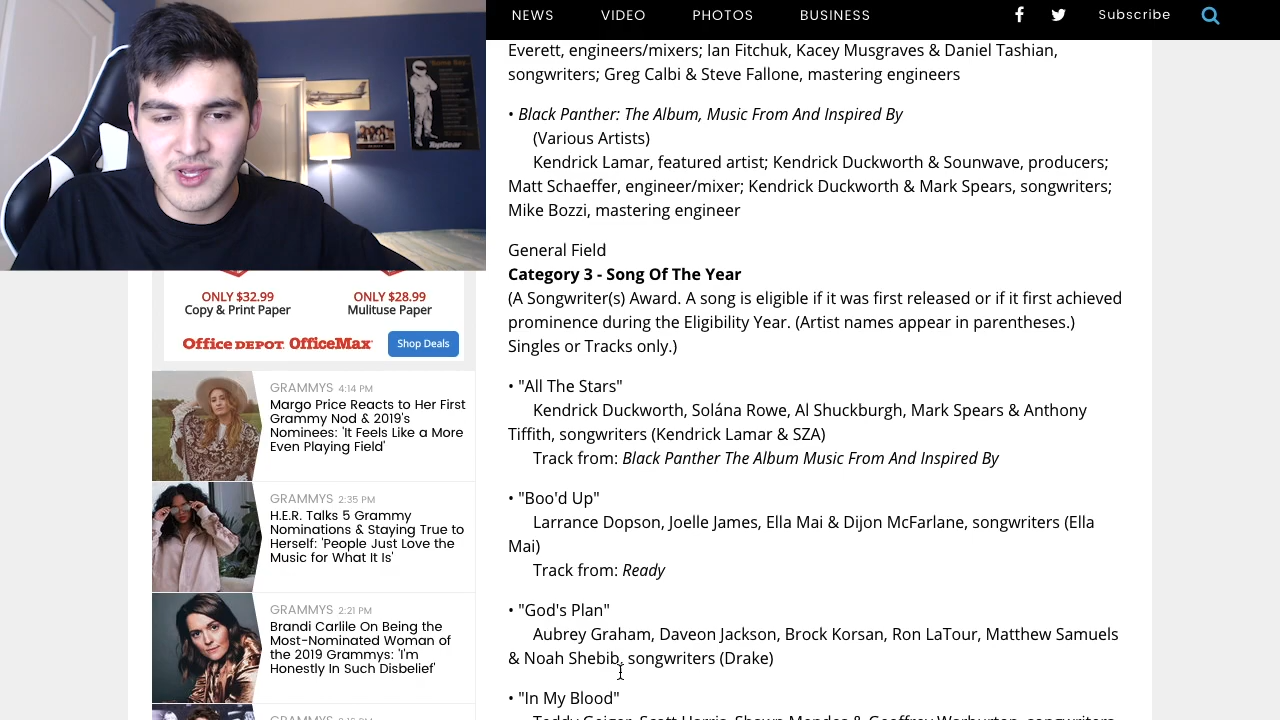 NEWS VIDEO PHOTOS BUSINESS Subscribe
Everett, engineers/mixers; Ian Fitchuk, Kacey Musgraves & Daniel Tashian,
songwriters; Greg Calbi & Steve Fallone, mastering engineers
• Black Panther: The Album, Music From And Inspired By
(Various Artists)
Kendrick Lamar, featured artist; Kendrick Duckworth & Sounwave, producers;
Matt Schaeffer, engineer/mixer; Kendrick Duckworth & Mark Spears, songwriters;
Mike Bozzi, mastering engineer
General Field
Category 3 - Song Of The Year
(A Songwriter(s) Award. A song is eligible if it was first released or if it first achieved
prominence during the Eligibility Year. (Artist names appear in parentheses.)
Singles or Tracks only.)
• "All The Stars"
Kendrick Duckworth, Solána Rowe, Al Shuckburgh, Mark Spears & Anthony
Tiffith, songwriters (Kendrick Lamar & SZA)
Track from: Black Panther The Album Music From And Inspired By
• "Boo'd Up"
Larrance Dopson, Joelle James, Ella Mai & Dijon McFarlane, songwriters (Ella
Mai)
Track from: Ready
• "God's Plan"
Aubrey Graham, Daveon Jackson, Brock Korsan, Ron LaTour, Matthew Samuels
& Noah Shebib, songwriters (Drake)
• "In My Blood"
Teddy Geiger, Scott Harris, Shawn Mendes & Geoffrey Warburton, songwriters
TopGear
ONLY $32.99
Copy & Print Paper
ONLY $28.99
Mulituse Paper
Office DEPOT OfficeMax
Shop Deals
GRAMMYS 4:14 PM
Margo Price Reacts to Her First
Grammy Nod & 2019's
Nominees: 'It Feels Like a More
Even Playing Field'
GRAMMYS 2:35 PM
H.E.R. Talks 5 Grammy
Nominations & Staying True to
Herself: 'People Just Love the
Music for What It Is'
GRAMMYS 2:21 PM
Brandi Carlile On Being the
Most-Nominated Woman of
the 2019 Grammys: 'I'm
Honestly In Such Disbelief'
GRAMMYS